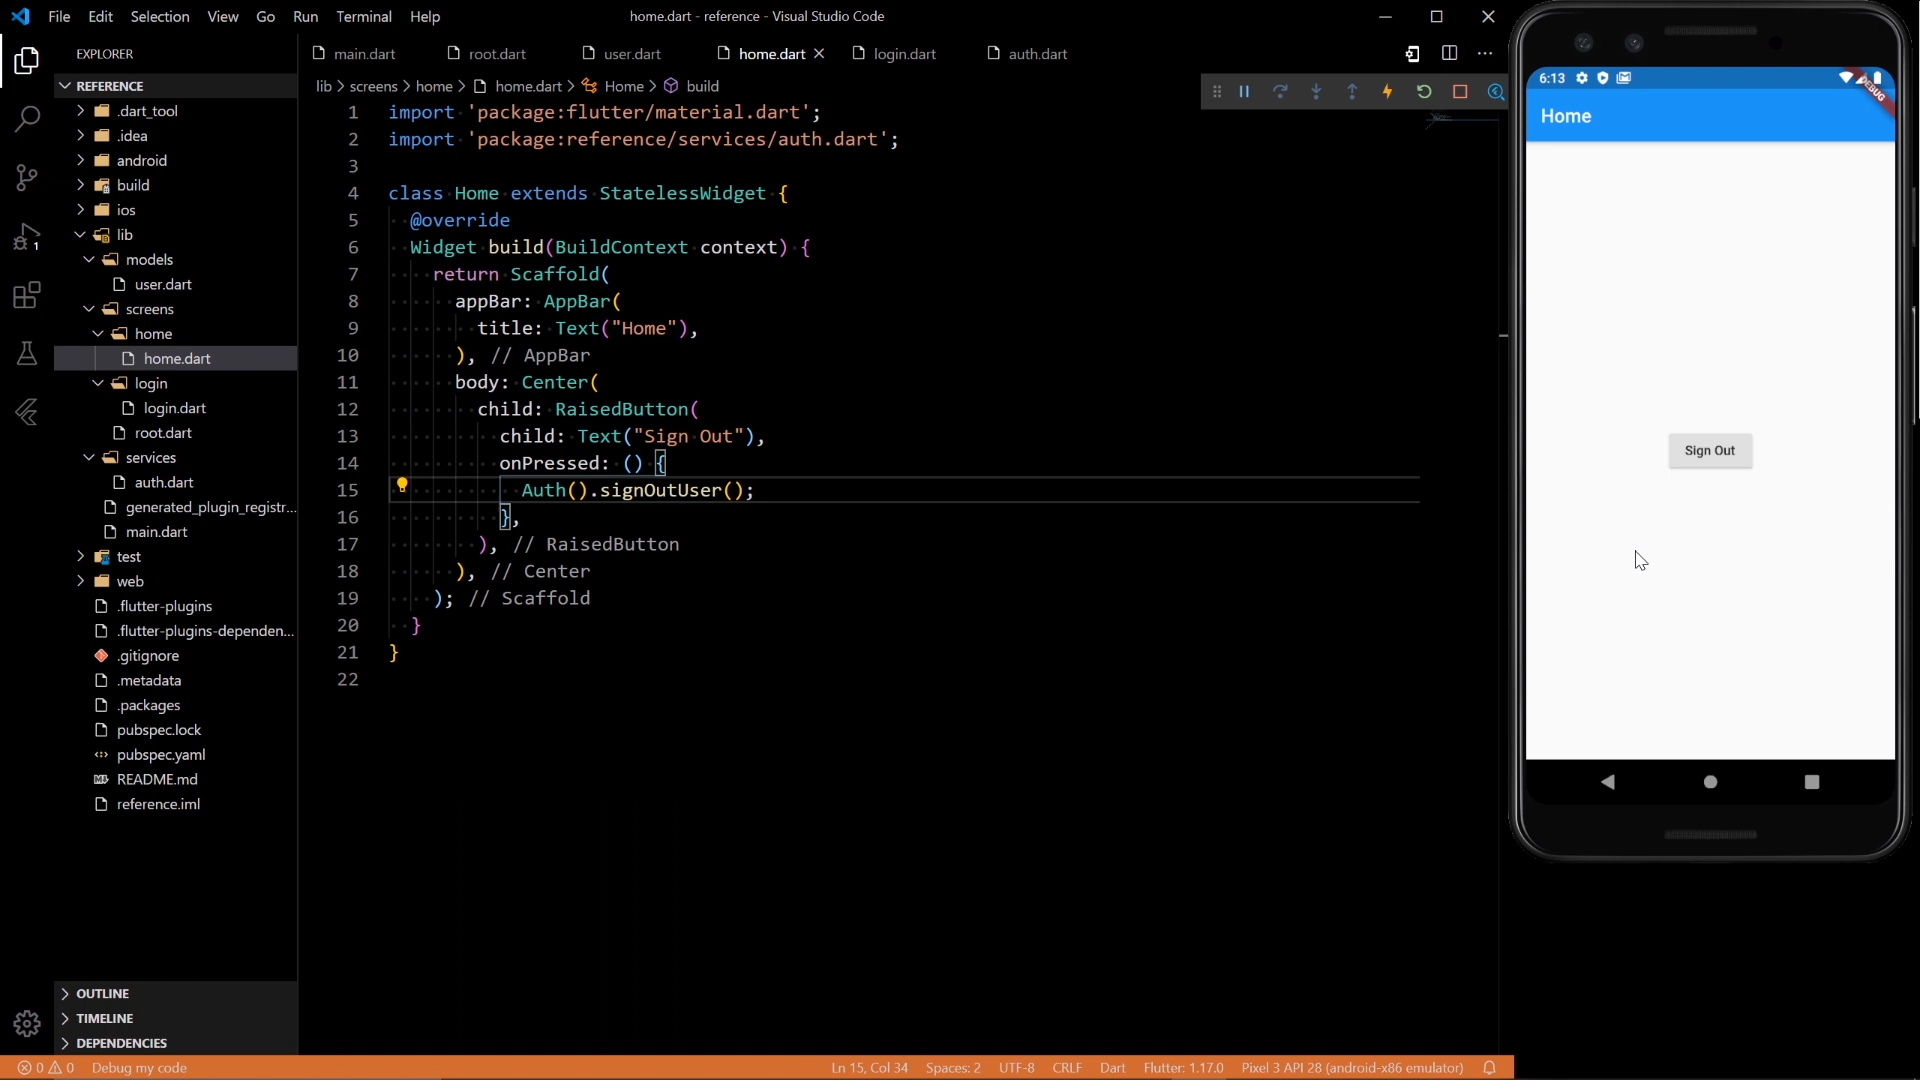 File Edit Selection View Go Run Terminal Help
home.dart - reference - Visual Studio Code
EXPLORER
REFERENCE
.dart_tool
.idea
android
build
ios
lib
models
user.dart
screens
home
home.dart
login
login.dart
root.dart
services
auth.dart
generated_plugin_registr...
main.dart
test
web
.flutter-plugins
.flutter-plugins-dependen...
.gitignore
.metadata
.packages
pubspec.lock
pubspec.yaml
README.md
reference.iml
OUTLINE
TIMELINE
DEPENDENCIES
main.dart root.dart user.dart home.dart login.dart auth.dart
lib > screens > home > home.dart > Home > build
1 import 'package:flutter/material.dart';
2 import 'package:reference/services/auth.dart';
3
4 class Home extends StatelessWidget {
5 @override
6 Widget build(BuildContext context) {
7 return Scaffold(
8 appBar: AppBar(
9 title: Text("Home"),
10 ), // AppBar
11 body: Center(
12 child: RaisedButton(
13 child: Text("Sign Out"),
14 onPressed: () {
15 Auth().signOutUser();
16 },
17 ), // RaisedButton
18 ), // Center
19 ); // Scaffold
20 }
21 }
22
6:13
DEBUG
Home
Sign Out
1
0 0 Debug my code
Ln 15, Col 34 Spaces: 2 UTF-8 CRLF Dart Flutter: 1.17.0 Pixel 3 API 28 (android-x86 emulator)